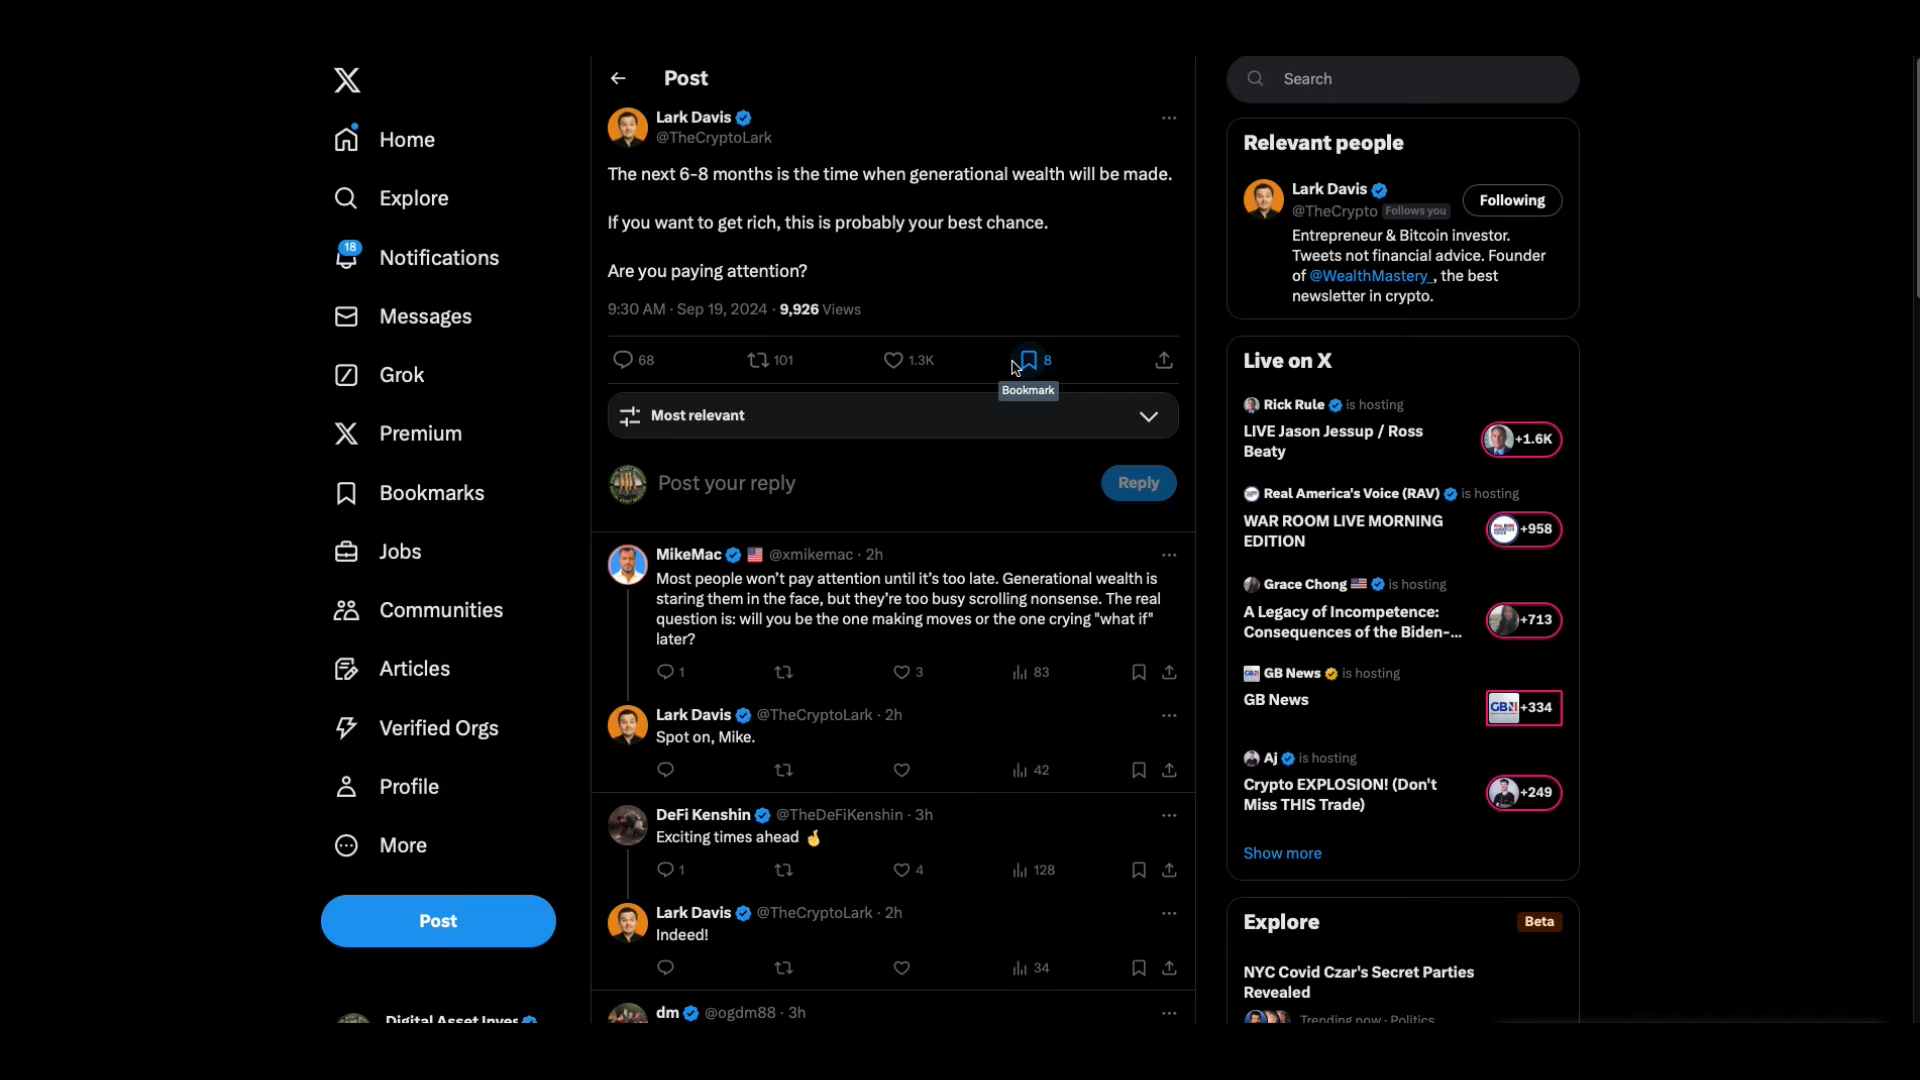 Home
Explore
18
Notifications
Messages
Grok
Premium
Bookmarks
Jobs
Communities
Articles
Verified Orgs
Profile
More
Post
Digital Asset Inves
Post
Lark Davis
@TheCryptoLark
The next 6-8 months is the time when generational wealth will be made.
If you want to get rich, this is probably your best chance.
Are you paying attention?
9:30 AM · Sep 19, 2024 · 9,926 Views
68 101 1.3K 8
Bookmark
Most relevant
Post your reply
Reply
MikeMac 🇺🇸 @xmikemac · 2h
Most people won’t pay attention until it’s too late. Generational wealth is
staring them in the face, but they’re too busy scrolling nonsense. The real
question is: will you be the one making moves or the one crying "what if"
later?
1 3 83
Lark Davis @TheCryptoLark · 2h
Spot on, Mike.
42
DeFi Kenshin @TheDeFiKenshin · 3h
Exciting times ahead 🤞
1 4 128
Lark Davis @TheCryptoLark · 2h
Indeed!
34
dm @ogdm88 · 3h
Search
Relevant people
Lark Davis
@TheCrypto Follows you
Following
Entrepreneur & Bitcoin investor.
Tweets not financial advice. Founder
of @WealthMastery_, the best
newsletter in crypto.
Live on X
Rick Rule is hosting
LIVE Jason Jessup / Ross
Beaty
+1.6K
Real America's Voice (RAV) is hosting
WAR ROOM LIVE MORNING
EDITION
+958
Grace Chong 🇺🇸 is hosting
A Legacy of Incompetence:
Consequences of the Biden-...
+713
GB News is hosting
GB News
GBN +334
Aj is hosting
Crypto EXPLOSION! (Don't
Miss THIS Trade)
+249
Show more
Explore
Beta
NYC Covid Czar's Secret Parties
Revealed
Trending now · Politics